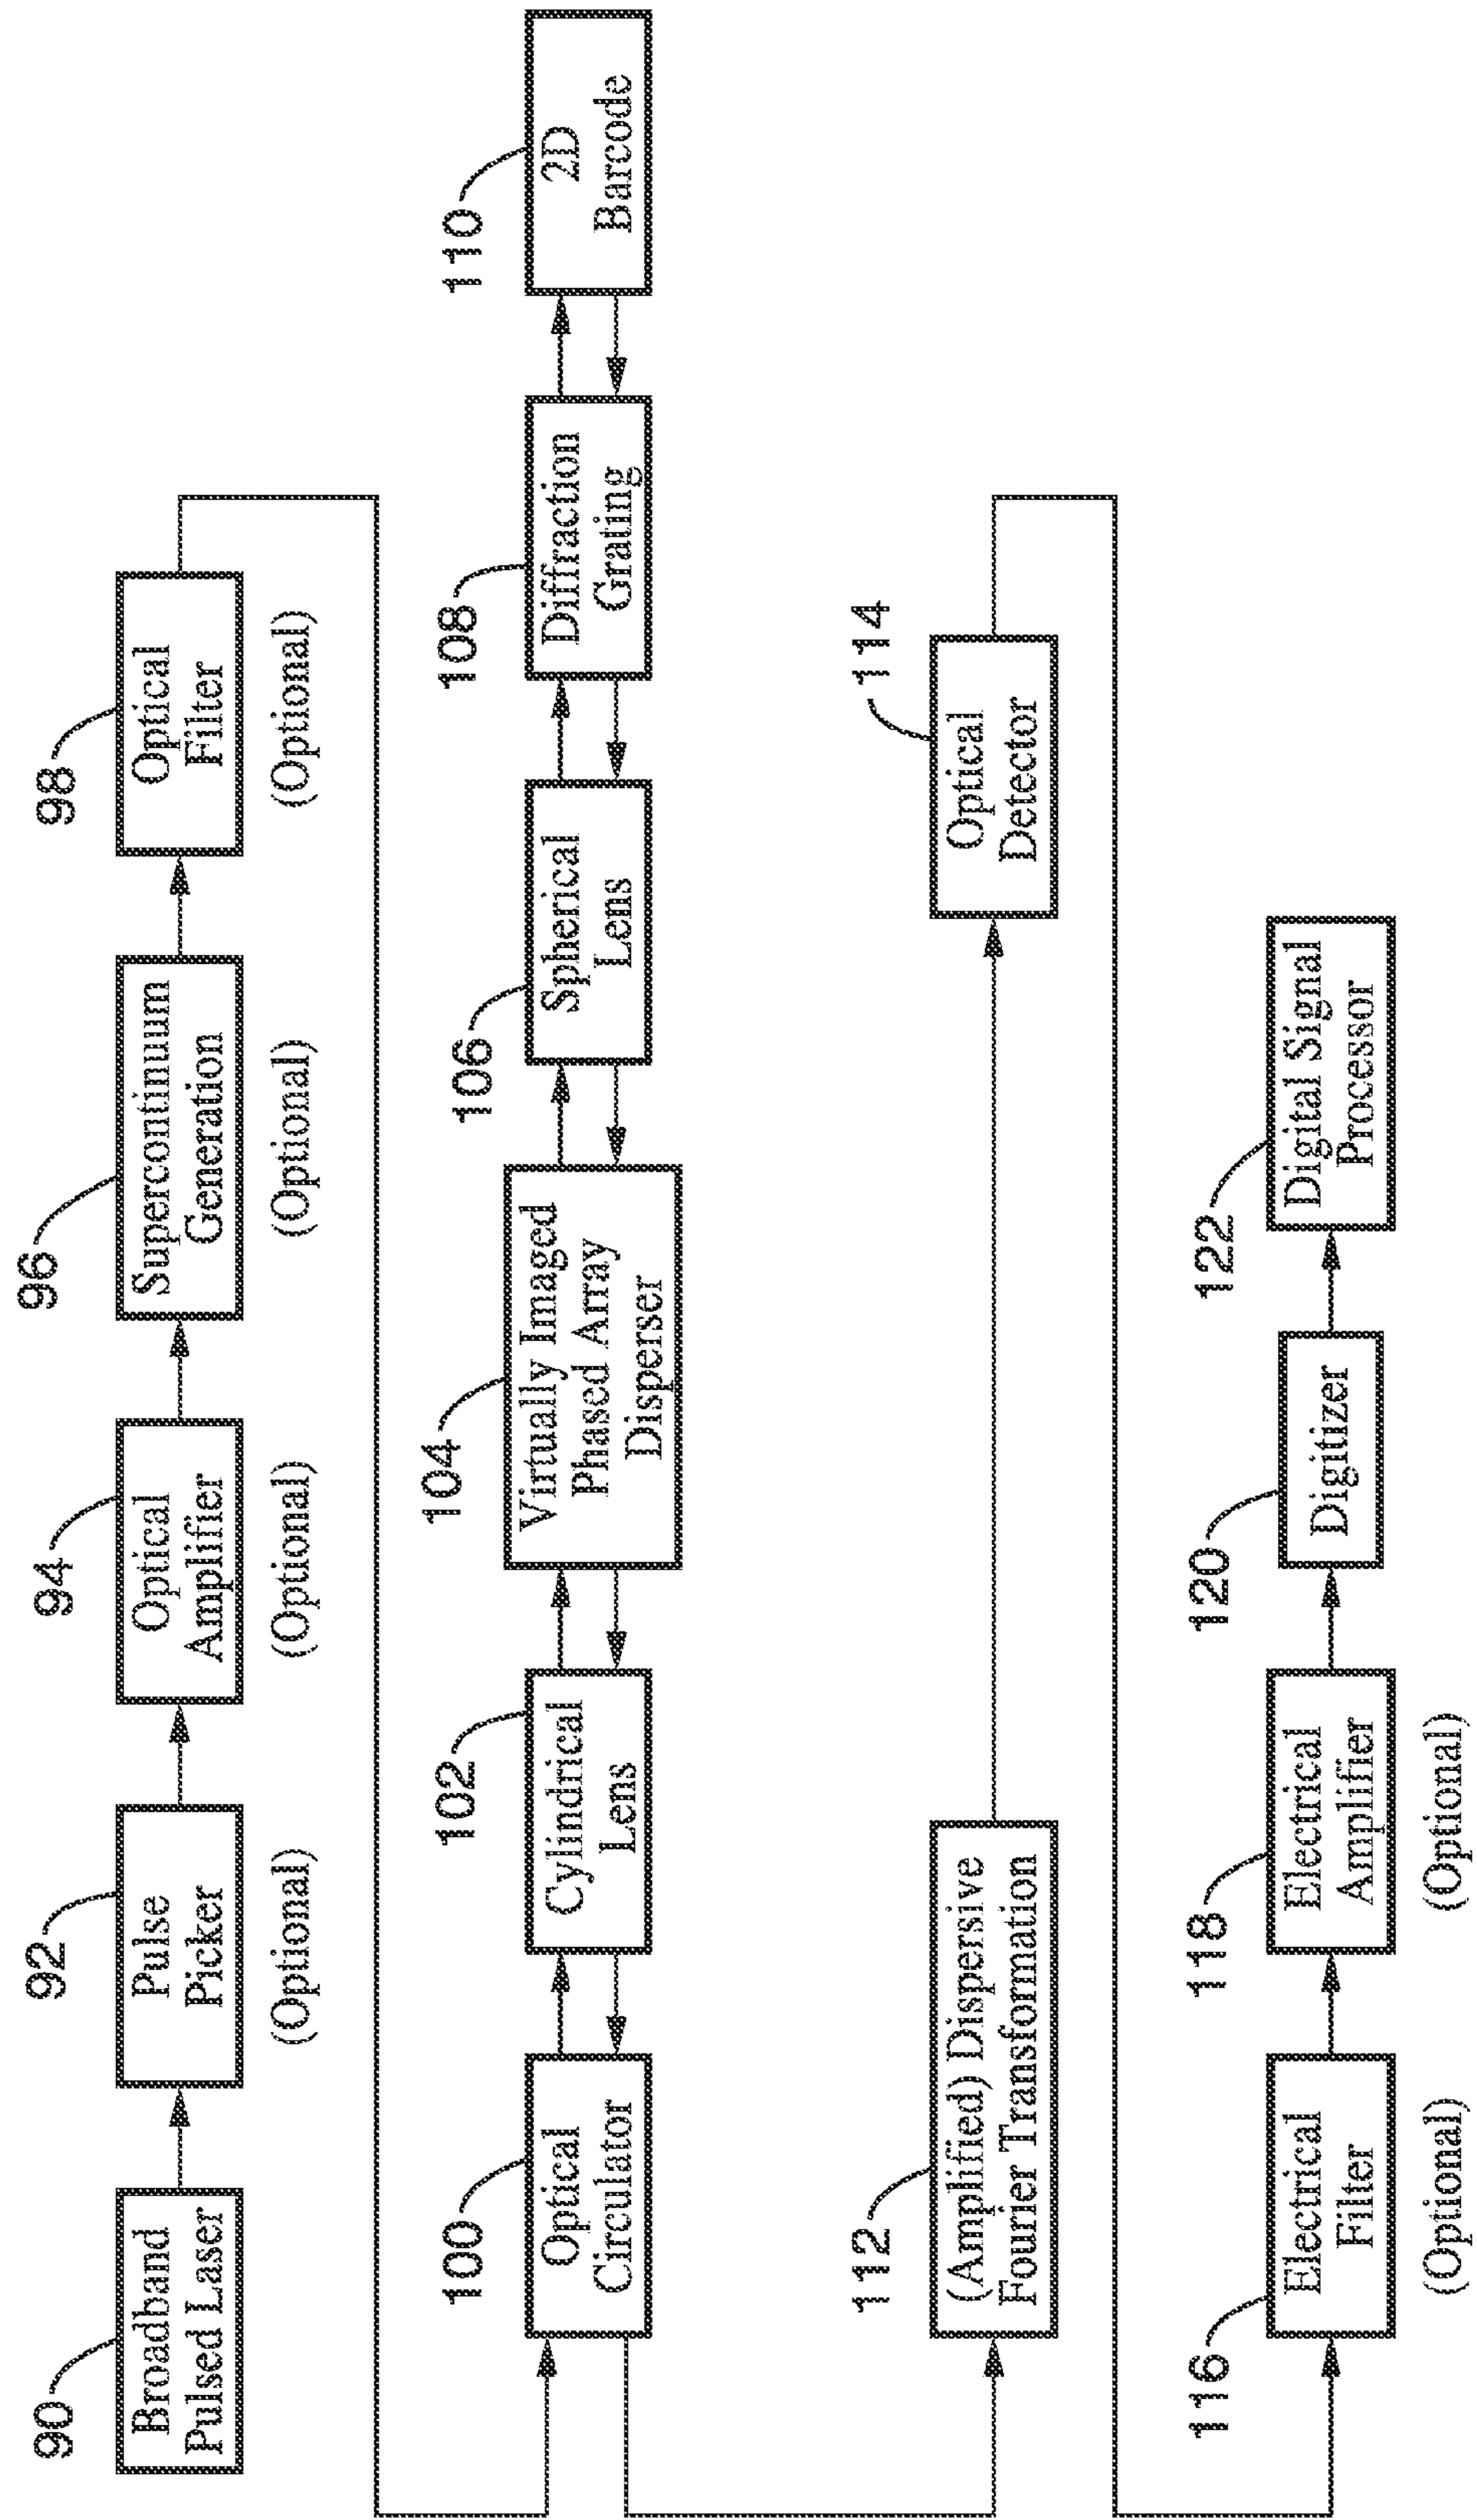 90
Broadband
Pulsed Laser
92
Pulse
Picker
(Optional)
94
Optical
Amplifier
(Optional)
96
Supercontinuum
Generation
(Optional)
98
Optical
Filter
(Optional)
100
Optical
Circulator
102
Cylindrical
Lens
104
Virtually Imaged
Phased Array
Disperser
106
Spherical
Lens
108
Diffraction
Grating
110
2D
Barcode
112
(Amplified) Dispersive
Fourier Transformation
114
Optical
Detector
116
Electrical
Filter
(Optional)
118
Electrical
Amplifier
(Optional)
120
Digitizer
122
Digital Signal
Processor